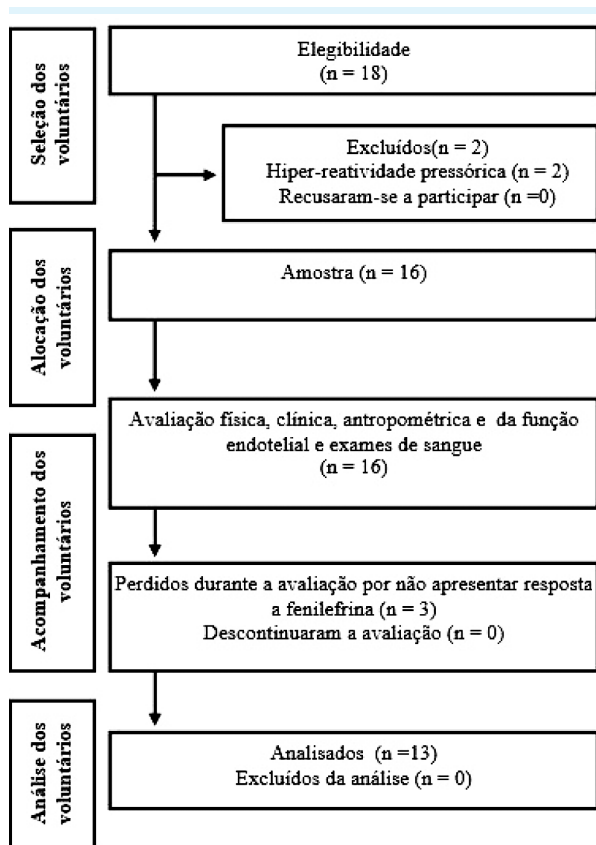 Seleção dos
voluntários
Elegibilidade
(n = 18)
Excluídos(n = 2)
Hiper-reatividade pressórica (n = 2)
Recusaram-se a participar (n =0)
Alocação dos
voluntários
Amostra (n = 16)
Acompanhamento dos
voluntários
Avaliação física, clínica, antropométrica e da função
endotelial e exames de sangue
(n = 16)
Perdidos durante a avaliação por não apresentar resposta
a fenilefrina (n = 3)
Descontinuaram a avaliação (n = 0)
Análise dos
voluntários
Analisados (n =13)
Excluídos da análise (n = 0)